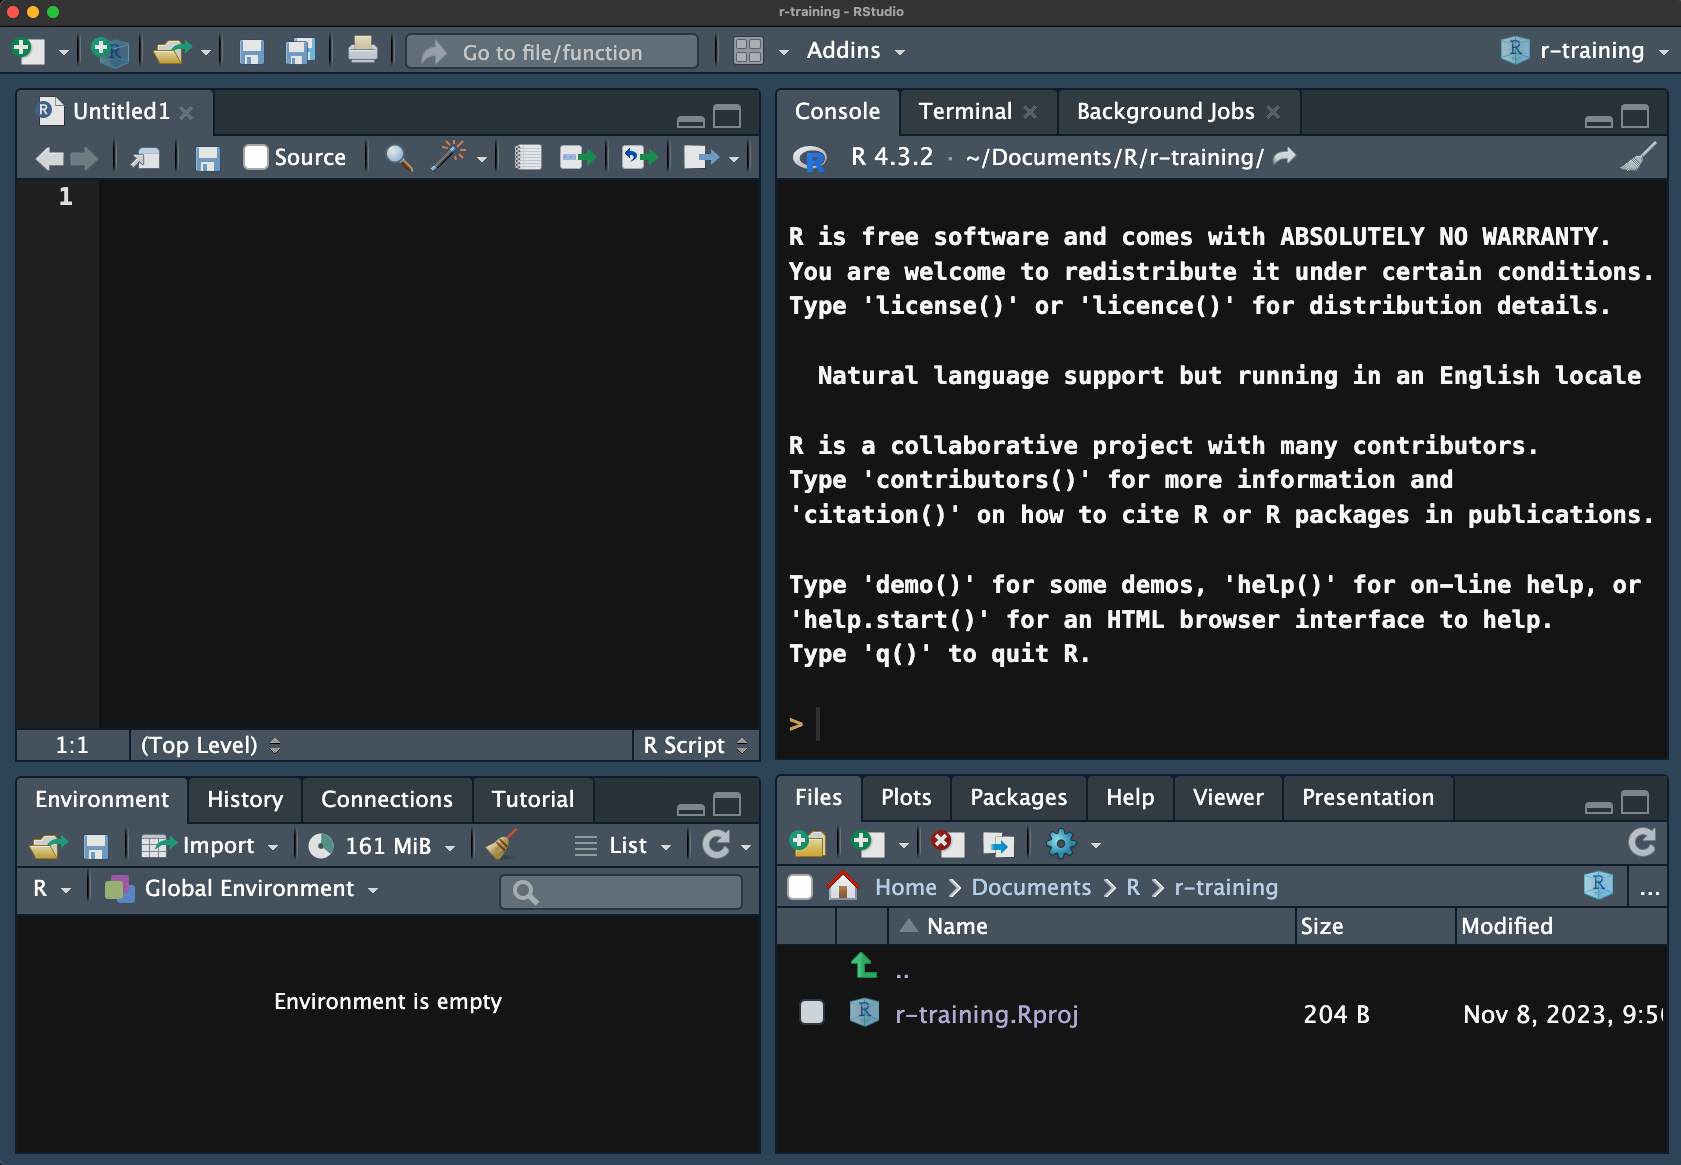 r-training - RStudio
Go to file/function
Addins
r-training
Untitled1
Source
1
1:1 (Top Level) R Script
Console Terminal Background Jobs
R 4.3.2 · ~/Documents/R/r-training/
R is free software and comes with ABSOLUTELY NO WARRANTY.
You are welcome to redistribute it under certain conditions.
Type 'license()' or 'licence()' for distribution details.
Natural language support but running in an English locale
R is a collaborative project with many contributors.
Type 'contributors()' for more information and
'citation()' on how to cite R or R packages in publications.
Type 'demo()' for some demos, 'help()' for on-line help, or
'help.start()' for an HTML browser interface to help.
Type 'q()' to quit R.
>
Environment History Connections Tutorial
Import 161 MiB List
R Global Environment
Environment is empty
Files Plots Packages Help Viewer Presentation
Home Documents R r-training ...
Name Size Modified
..
r-training.Rproj 204 B Nov 8, 2023,